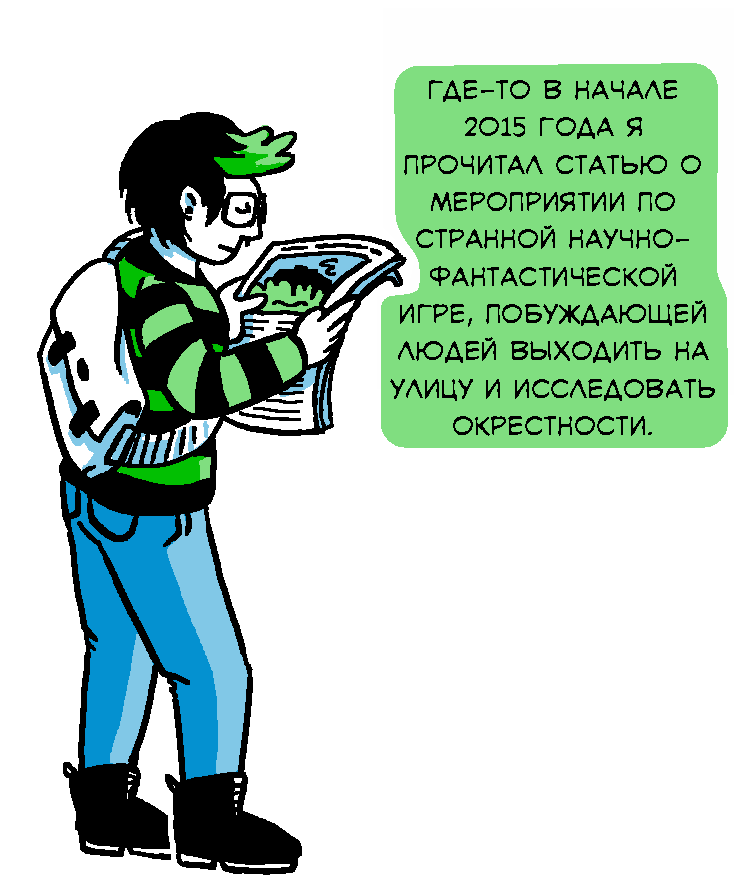 ГДЕ-ТО В НАЧАЛЕ
2015 ГОДА Я
ПРОЧИТАЛ СТАТЬЮ О
МЕРОПРИЯТИИ ПО
СТРАННОЙ НАУЧНО-
ФАНТАСТИЧЕСКОЙ
ИГРЕ, ПОБУЖДАЮЩЕЙ
ЛЮДЕЙ ВЫХОДИТЬ НА
УЛИЦУ И ИССЛЕДОВАТЬ
ОКРЕСТНОСТИ.